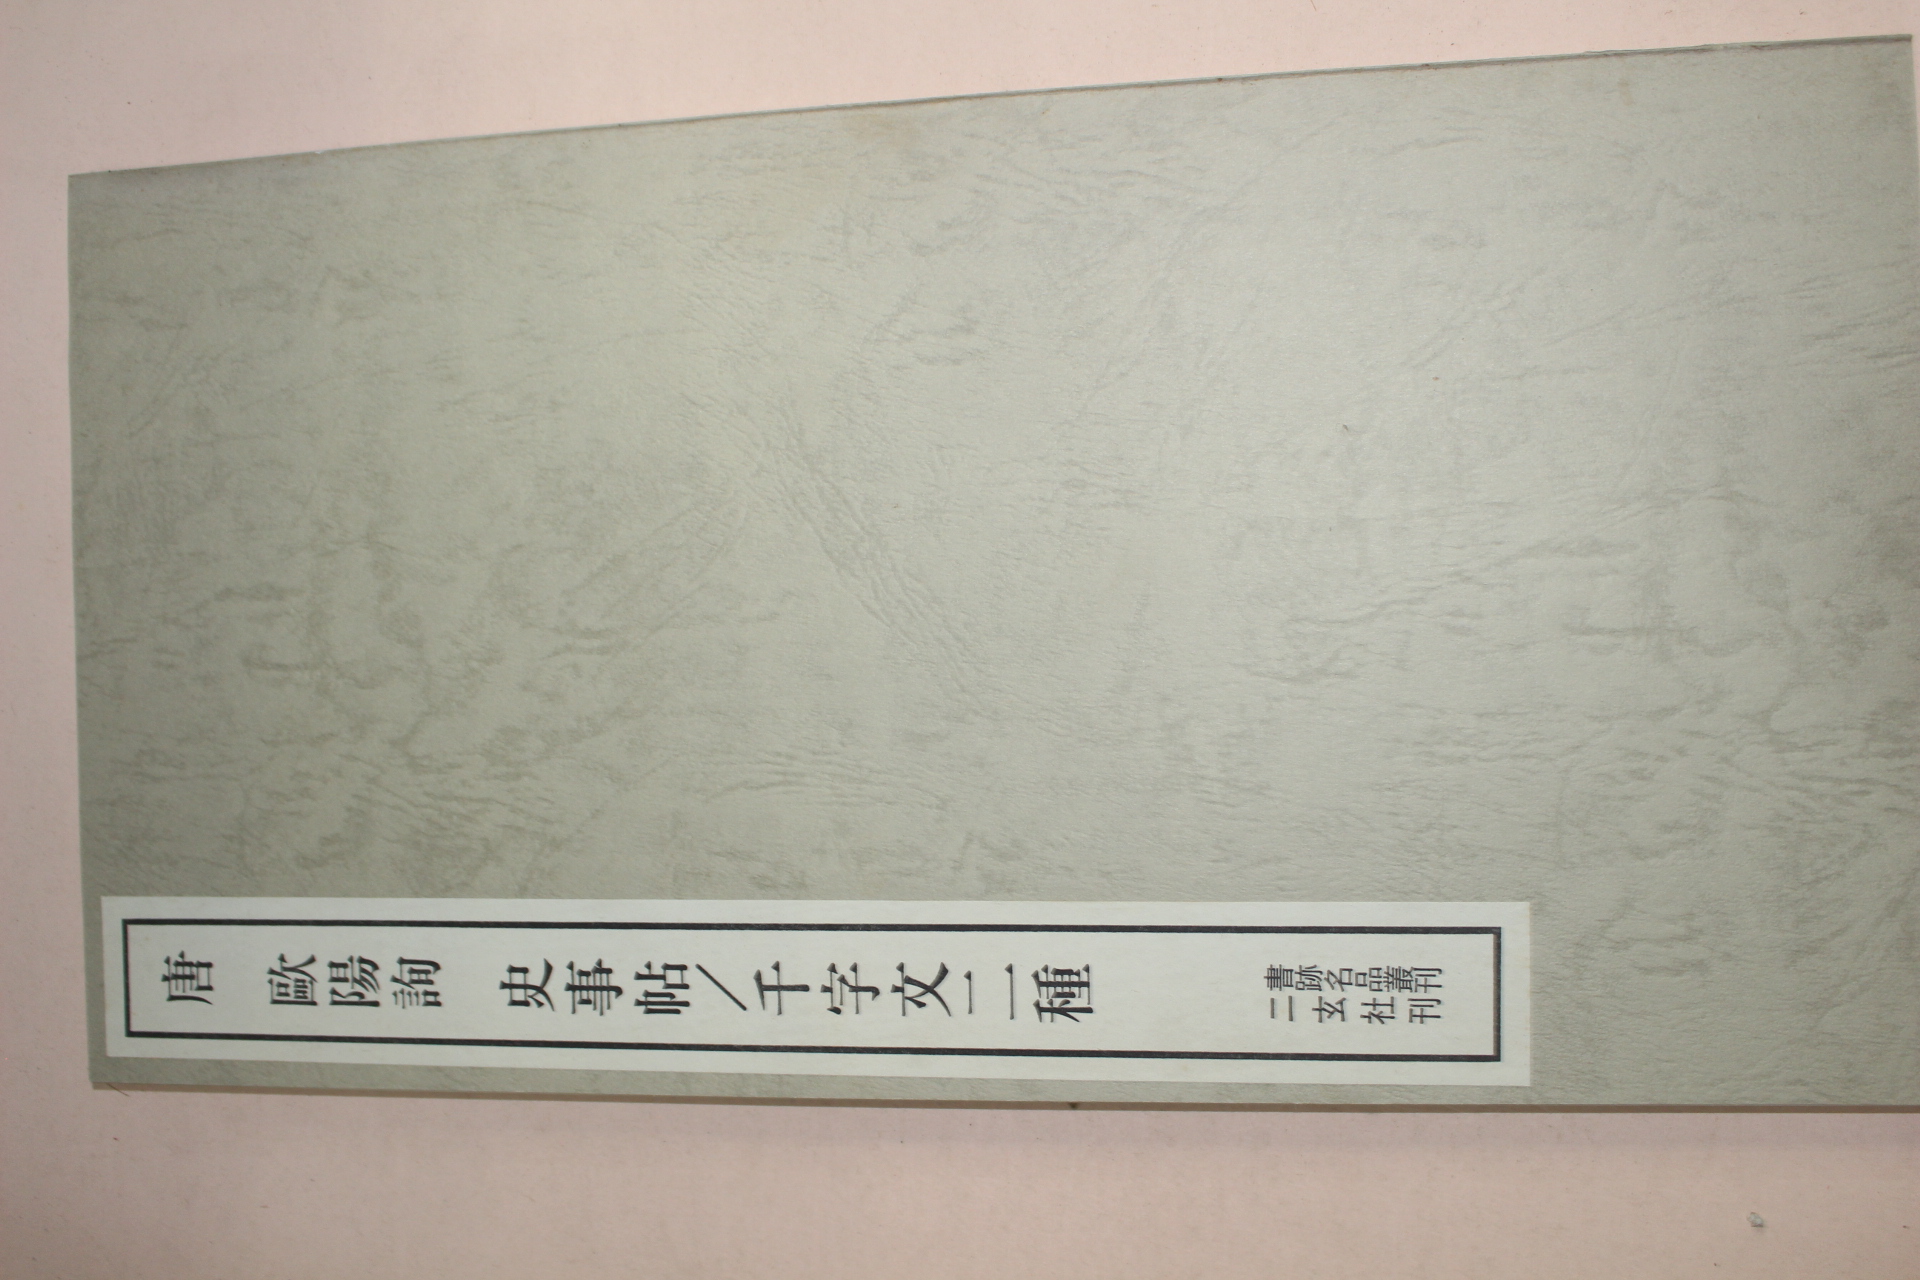 唐 歐陽詢 史事帖／千字文二種
書跡名品叢刊
二玄社刊